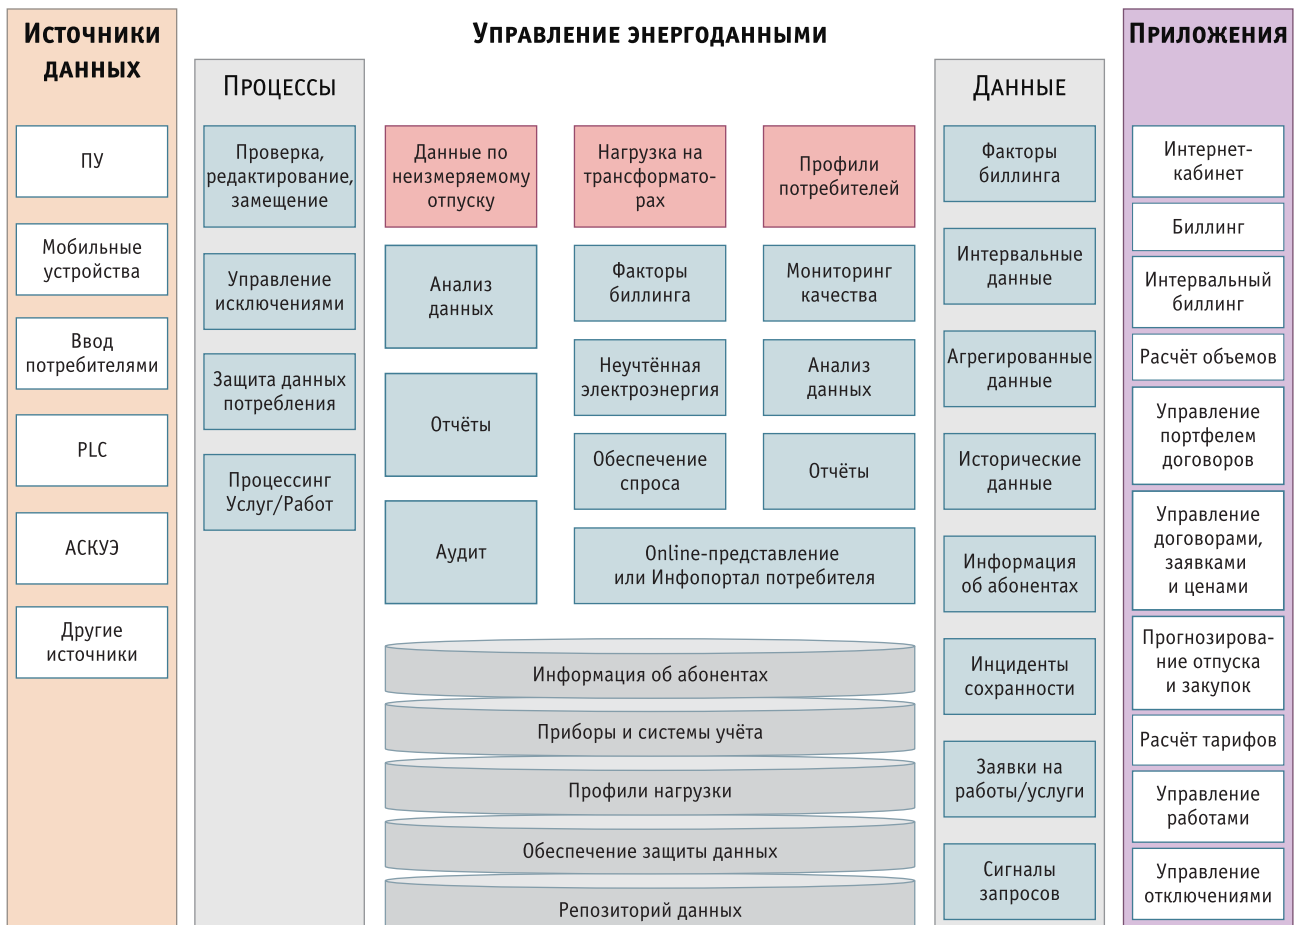 Источники
данных
ПУ
Мобильные
устройства
Ввод
потребителями
PLC
АСКУЭ
Другие
источники
Управление энергоданными
Процессы
Проверка,
редактирование,
замещение
Управление
исключениями
Защита данных
потребления
Процессинг
Услуг/Работ
Данные по
неизмеряемому
отпуску
Анализ
данных
Отчёты
Аудит
Нагрузка на
трансформато-
рах
Факторы
биллинга
Неучтённая
электроэнергия
Обеспечение
спроса
Профили
потребителей
Мониторинг
качества
Анализ
данных
Отчёты
Online-представление
или Инфопортал потребителя
Информация об абонентах
Приборы и системы учёта
Профили нагрузки
Обеспечение защиты данных
Репозиторий данных
Данные
Факторы
биллинга
Интервальные
данные
Агрегированные
данные
Исторические
данные
Информация
об абонентах
Инциденты
сохранности
Заявки на
работы/услуги
Сигналы
запросов
Приложения
Интернет-
кабинет
Биллинг
Интервальный
биллинг
Расчёт объемов
Управление
портфелем
договоров
Управление
договорами,
заявками
и ценами
Прогнозирова-
ние отпуска
и закупок
Расчёт тарифов
Управление
работами
Управление
отключениями